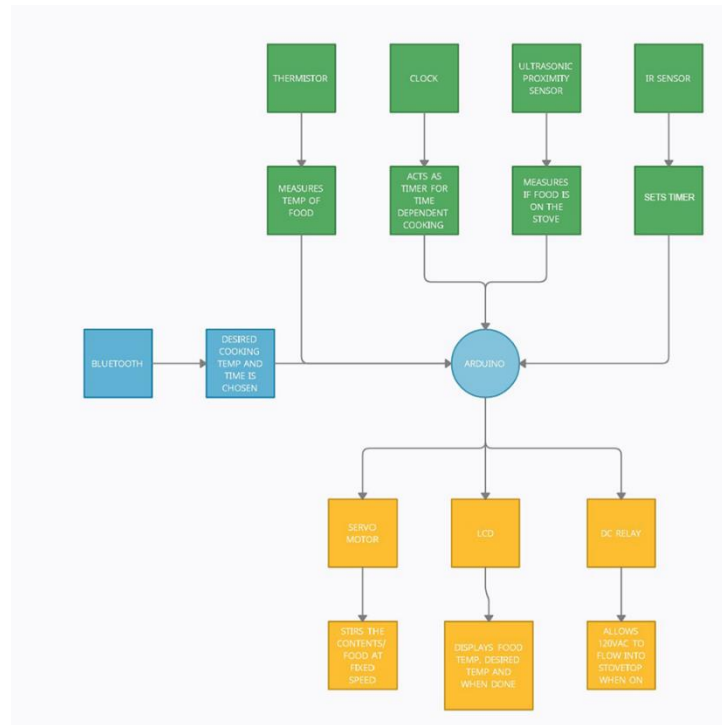 THERMISTOR
CLOCK
ULTRASONIC
PROXIMITY
SENSOR
IR SENSOR
MEASURES
TEMP OF
FOOD
ACTS AS
TIMER FOR
TIME
DEPENDENT
COOKING
MEASURES
IF FOOD IS
ON THE
STOVE
SETS TIMER
BLUETOOTH
DESIRED
COOKING
TEMP AND
TIME IS
CHOSEN
ARDUINO
SERVO
MOTOR
LCD
DC RELAY
STIRS THE
CONTENTS/
FOOD AT
FIXED
SPEED
DISPLAYS FOOD
TEMP, DESIRED
TEMP AND
WHEN DONE
ALLOWS
120VAC TO
FLOW INTO
STOVETOP
WHEN ON